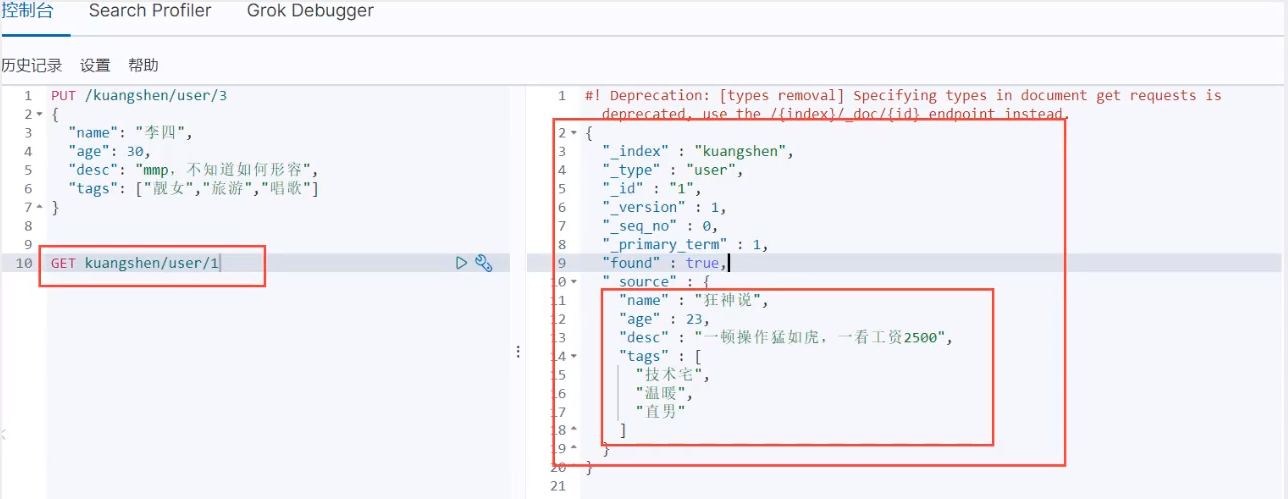 控制台 Search Profiler Grok Debugger
历史记录 设置 帮助
1 PUT /kuangshen/user/3
2 {
3 "name": "李四",
4 "age": 30,
5 "desc": "mmp，不知道如何形容",
6 "tags": ["靓女","旅游","唱歌"]
7 }
8
9
10 GET kuangshen/user/1
1 #! Deprecation: [types removal] Specifying types in document get requests is
deprecated, use the /{index}/_doc/{id} endpoint instead.
2 {
3 "_index" : "kuangshen",
4 "_type" : "user",
5 "_id" : "1",
6 "_version" : 1,
7 "_seq_no" : 0,
8 "_primary_term" : 1,
9 "found" : true,
10 "_source" : {
11 "name" : "狂神说",
12 "age" : 23,
13 "desc" : "一顿操作猛如虎，一看工资2500",
14 "tags" : [
15 "技术宅",
16 "温暖",
17 "直男"
18 ]
19 }
20 }
21